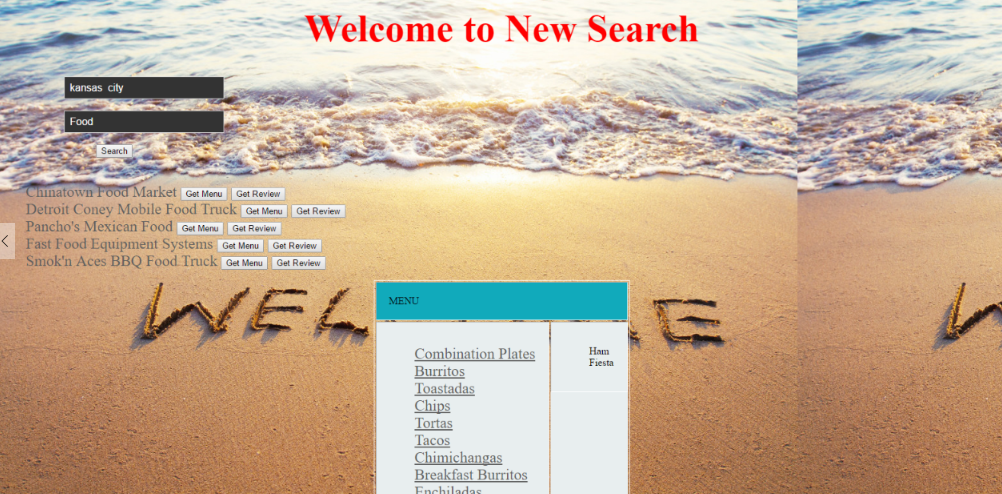 Welcome to New Search
kansas city
Food
Search
Chinatown Food Market Get Menu Get Review
Detroit Coney Mobile Food Truck Get Menu Get Review
Pancho's Mexican Food Get Menu Get Review
Fast Food Equipment Systems Get Menu Get Review
Smok'n Aces BBQ Food Truck Get Menu Get Review
MENU
Combination Plates
Burritos
Toastadas
Chips
Tortas
Tacos
Chimichangas
Breakfast Burritos
Enchiladas
Ham
Fiesta